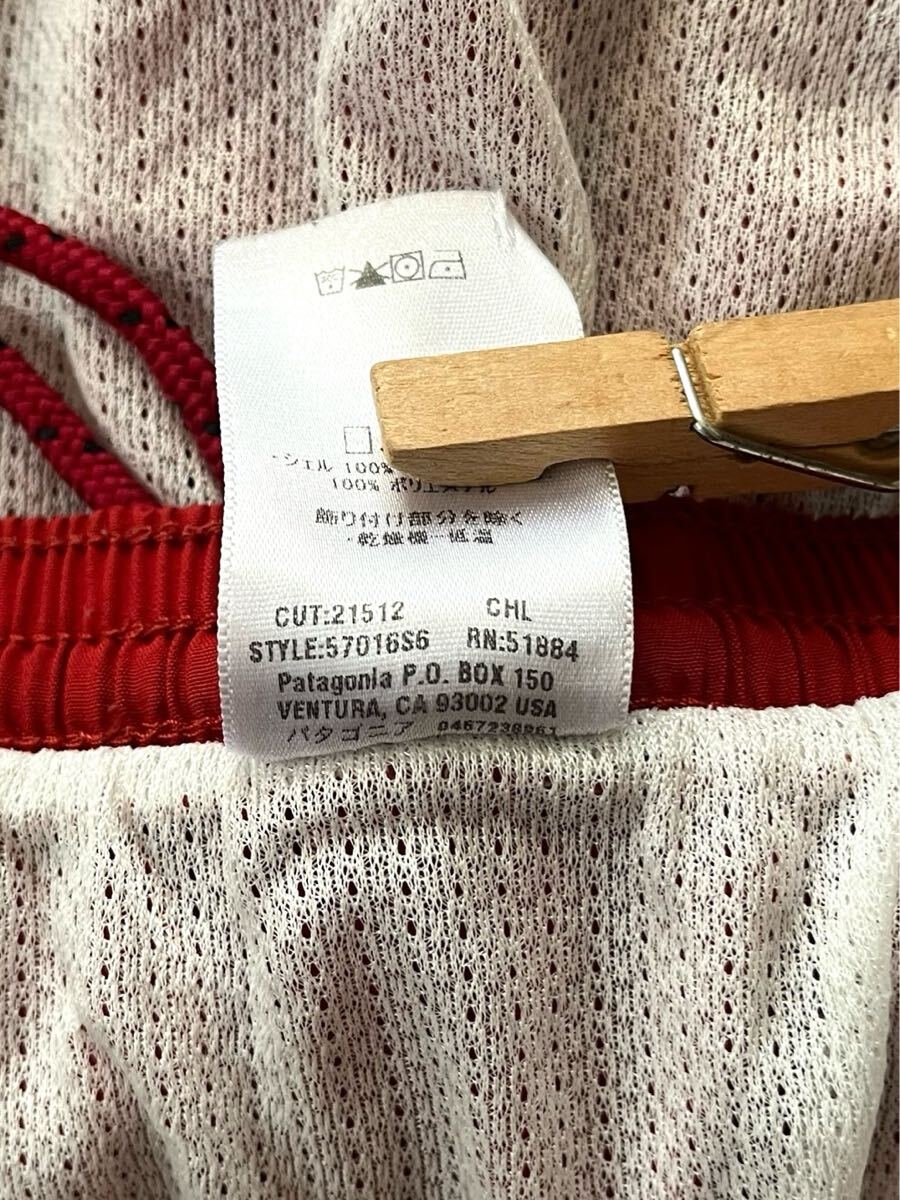 ・シェル 100%
100% ポリエステル
飾り付け部分を除く
・乾燥機－低温
CUT:21512 CHL
STYLE:57016S6 RN:51884
Patagonia P.O. BOX 150
VENTURA, CA 93002 USA
パタゴニア